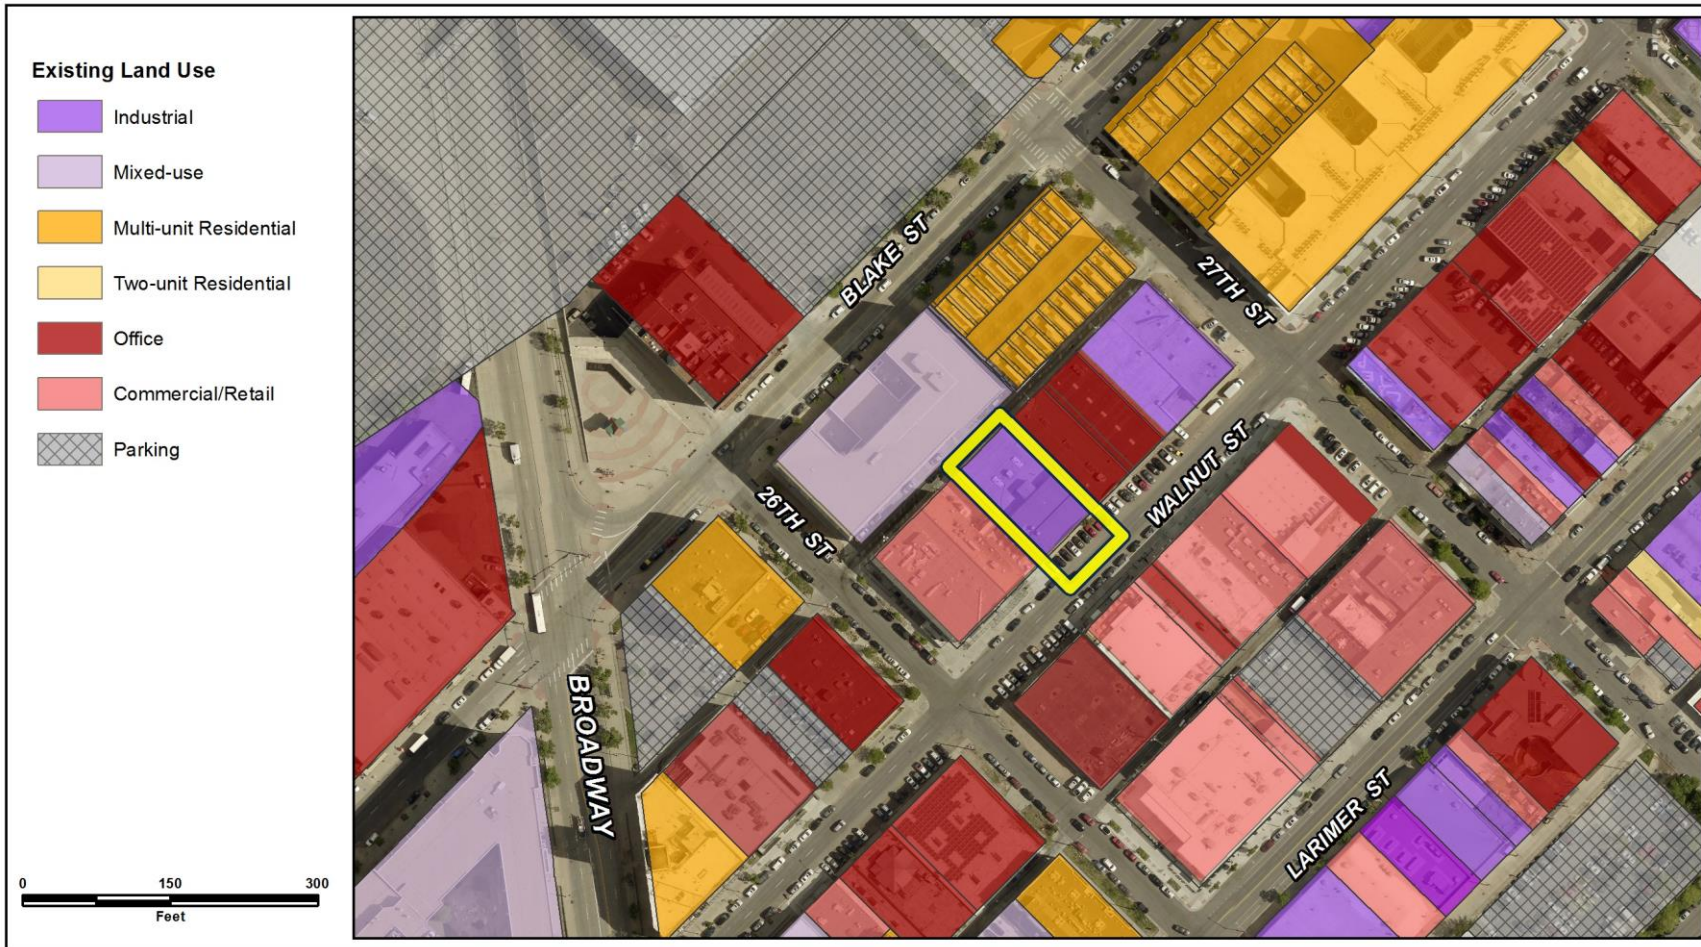 Existing Land Use
Industrial
Mixed-use
Multi-unit Residential
Two-unit Residential
Office
Commercial/Retail
Parking
0 150 300
Feet
BLAKE ST
27TH ST
WALNUT ST
26TH ST
BROADWAY
LARIMER ST